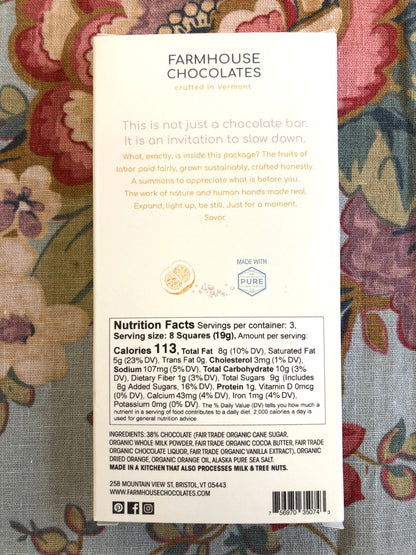 FARMHOUSE
CHOCOLATES
crafted in Vermont
This is not just a chocolate bar.
It is an invitation to slow down.
What, exactly, is inside this package? The fruits of
labor paid fairly, grown sustainably, crafted honestly.
A summons to appreciate what is before you.
The work of nature and human hands made real.
Expand, light up, be still. Just for a moment.
Savor.
MADE WITH
PURE
Nutrition Facts Servings per container: 3,
Serving size: 8 Squares (19g), Amount per serving:
Calories 113, Total Fat 8g (10% DV), Saturated Fat
5g (23% DV), Trans Fat 0g, Cholesterol 3mg (1% DV),
Sodium 107mg (5% DV), Total Carbohydrate 10g (3%
DV), Dietary Fiber 1g (3% DV), Total Sugars 9g (Includes
8g Added Sugars, 16% DV), Protein 1g, Vitamin D 0mcg
(0% DV), Calcium 43mg (4% DV), Iron 1mg (4% DV),
Potassium 0mg (0% DV). The % Daily Value (DV) tells you how much a
nutrient in a serving of food contributes to a daily diet. 2,000 calories a day is
used for general nutrition advice.
INGREDIENTS: 38% CHOCOLATE (FAIR TRADE ORGANIC CANE SUGAR,
ORGANIC WHOLE MILK POWDER, FAIR TRADE ORGANIC COCOA BUTTER, FAIR TRADE
ORGANIC CHOCOLATE LIQUOR, FAIR TRADE ORGANIC VANILLA EXTRACT), ORGANIC
DRIED ORANGE, ORGANIC ORANGE OIL, ALASKA PURE SEA SALT.
MADE IN A KITCHEN THAT ALSO PROCESSES MILK & TREE NUTS.
258 MOUNTAIN VIEW ST, BRISTOL, VT 05443
WWW.FARMHOUSECHOCOLATES.COM
7 56970 35074 3